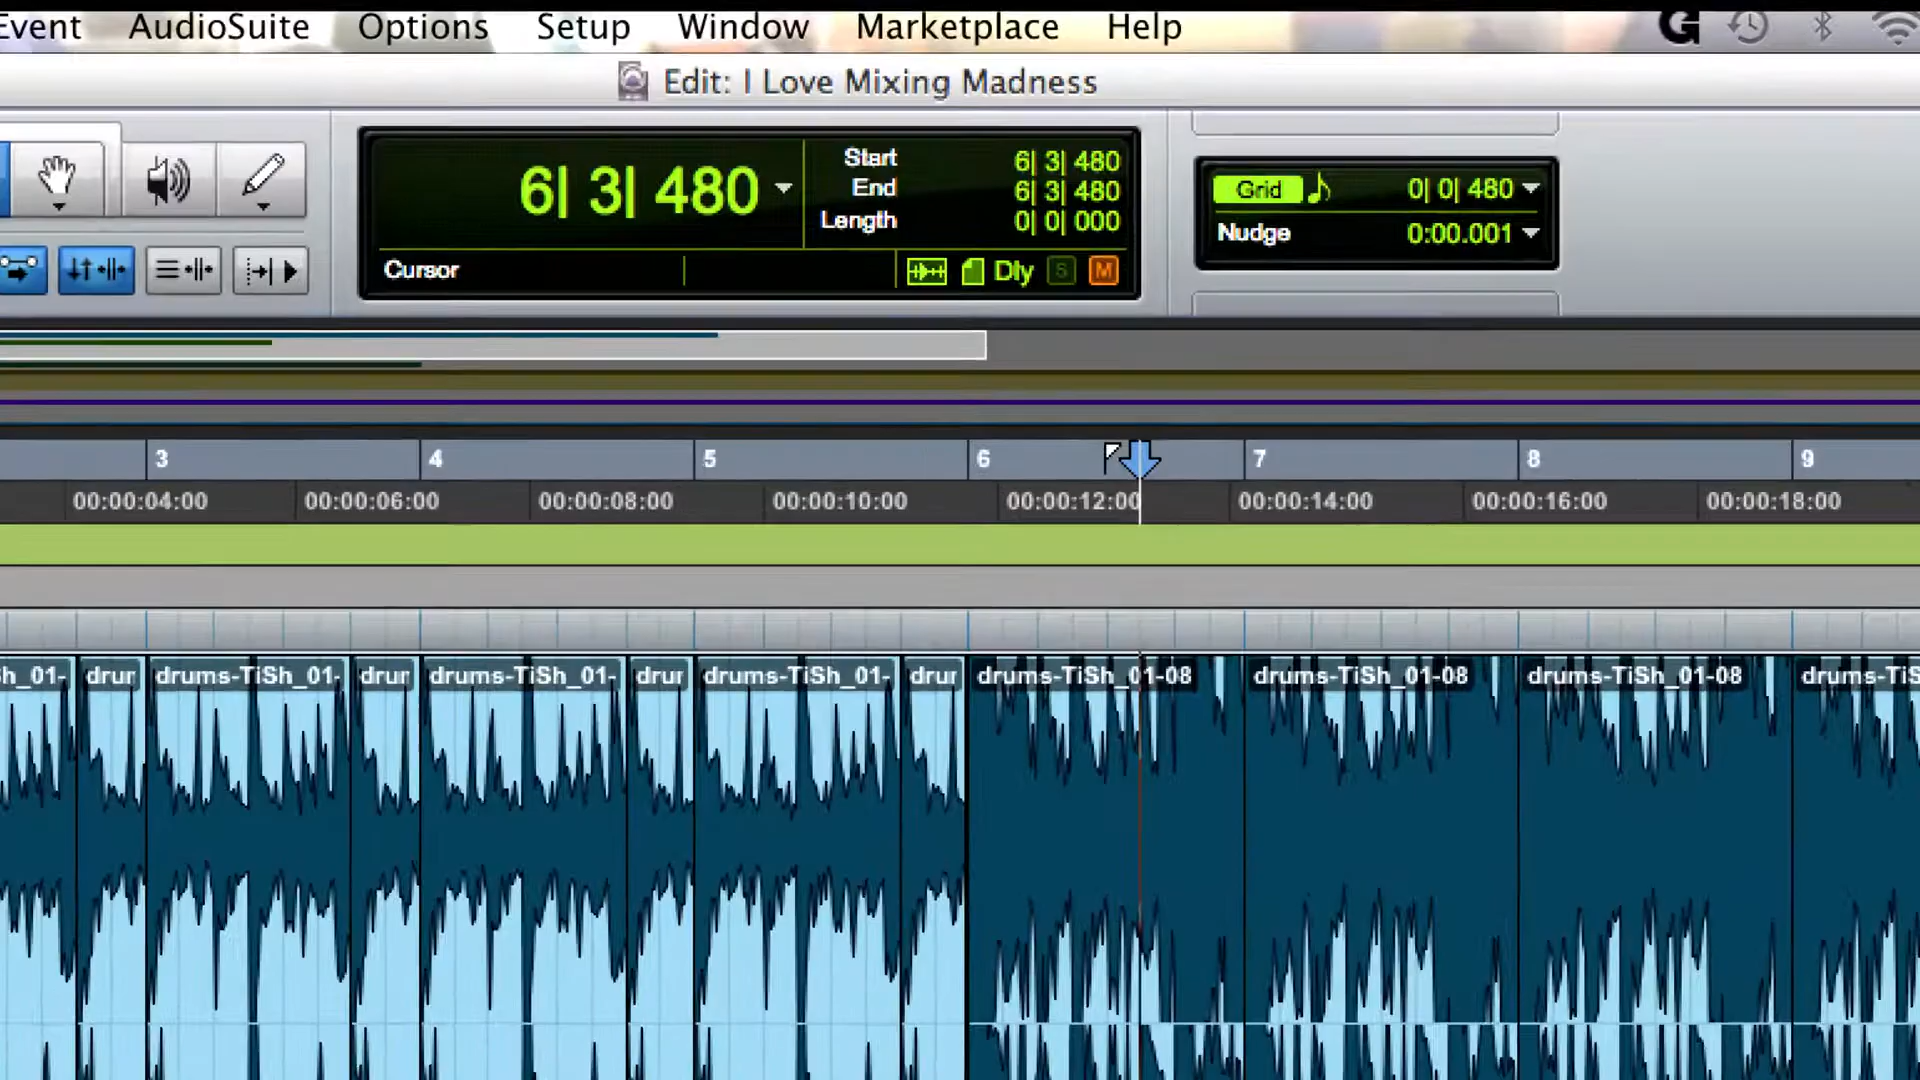 Event AudioSuite Options Setup Window Marketplace Help
Edit: I Love Mixing Madness
6| 3| 480
Start 6| 3| 480
End 6| 3| 480
Length 0| 0| 000
Cursor Dly S M
Grid 0| 0| 480
Nudge 0:00.001
3 4 5 6 7 8 9
00:00:04:00 00:00:06:00 00:00:08:00 00:00:10:00 00:00:12:00 00:00:14:00 00:00:16:00 00:00:18:00
h_01- drur drums-TiSh_01- drur drums-TiSh_01- drur drums-TiSh_01- drur drums-TiSh_01-08 drums-TiSh_01-08 drums-TiSh_01-08 drums-TiS